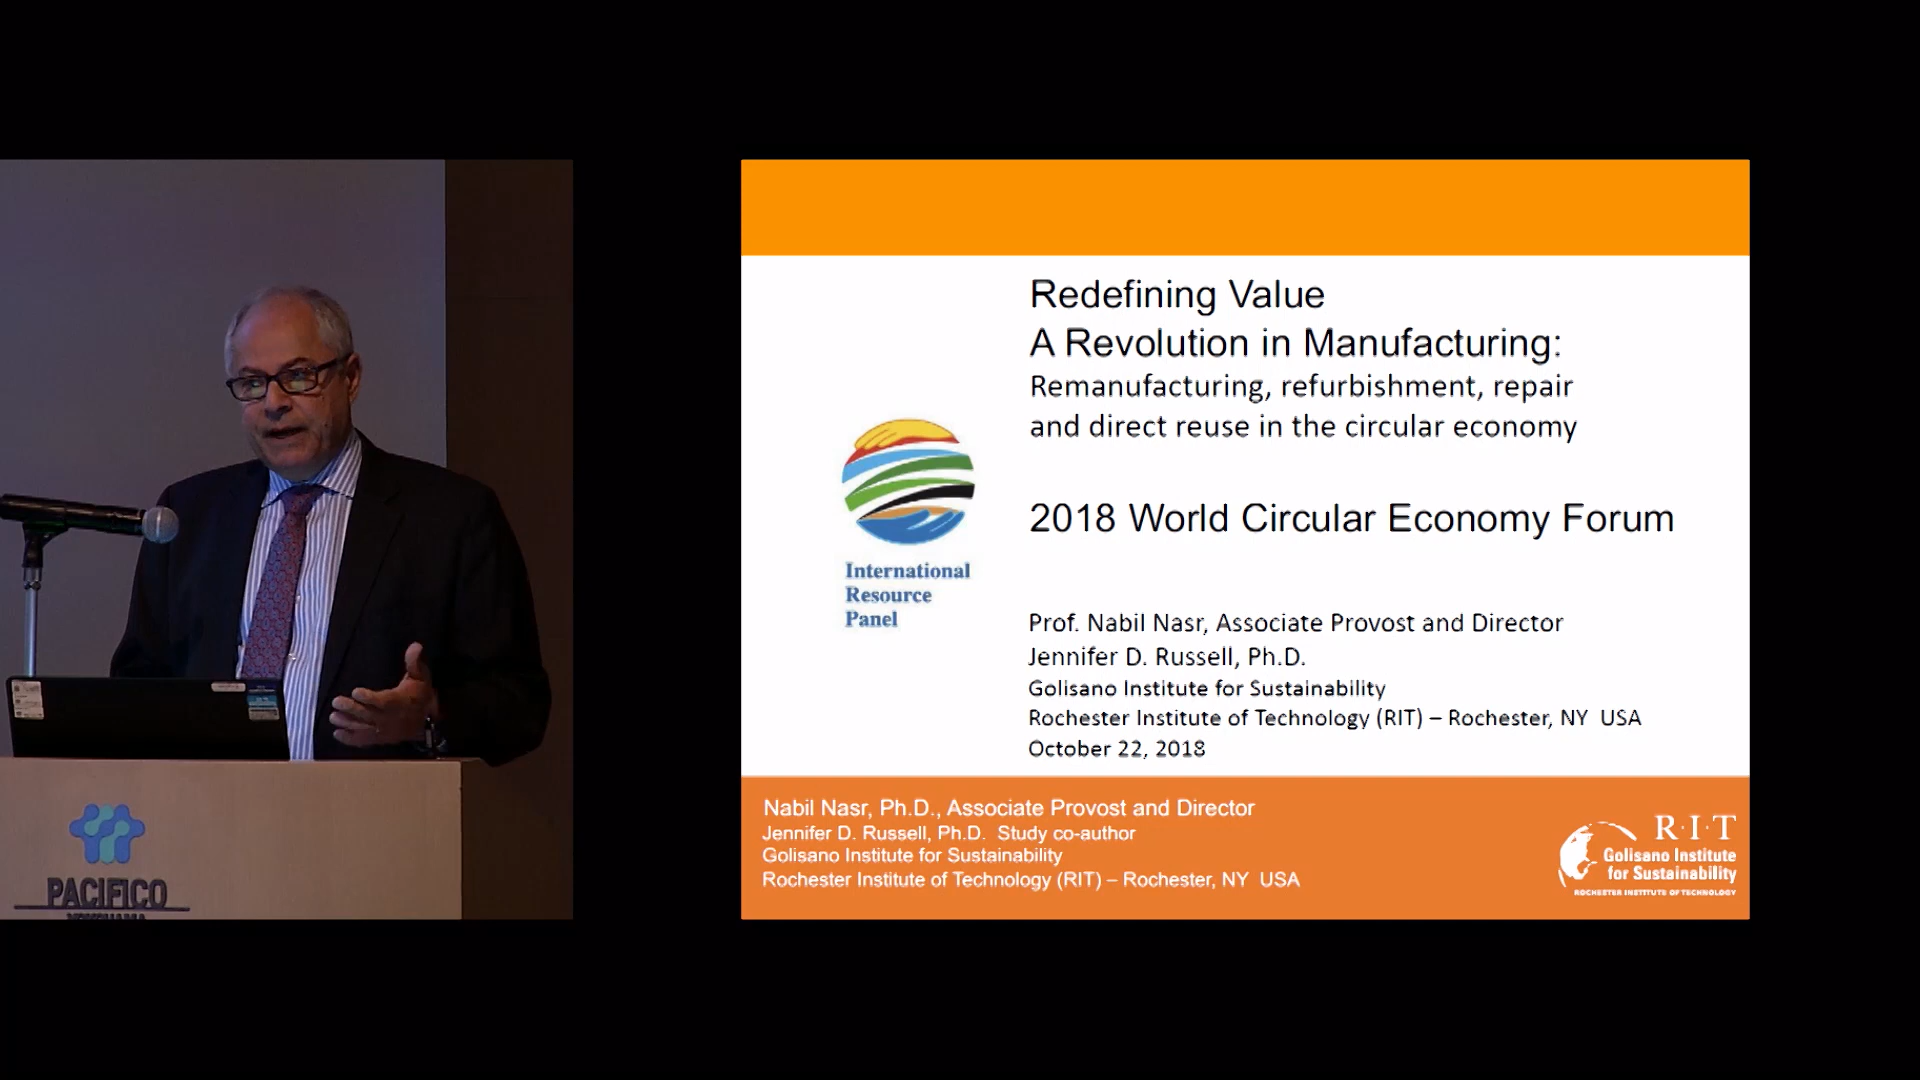 Redefining Value
A Revolution in Manufacturing:
Remanufacturing, refurbishment, repair
and direct reuse in the circular economy
2018 World Circular Economy Forum
International
Resource
Panel
Prof. Nabil Nasr, Associate Provost and Director
Jennifer D. Russell, Ph.D.
Golisano Institute for Sustainability
Rochester Institute of Technology (RIT) – Rochester, NY USA
October 22, 2018
Nabil Nasr, Ph.D., Associate Provost and Director
Jennifer D. Russell, Ph.D. Study co-author
Golisano Institute for Sustainability
Rochester Institute of Technology (RIT) – Rochester, NY USA
R·I·T
Golisano Institute
for Sustainability
ROCHESTER INSTITUTE OF TECHNOLOGY
PACIFICO